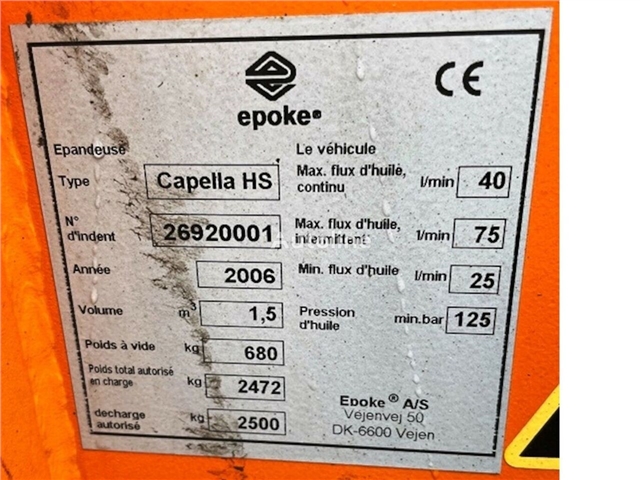 epoke®
CE
Epandeuse
Type Capella HS
N° d'indent 26920001
Année 2006
Volume m³ 1,5
Poids à vide kg 680
Poids total autorisé
en charge kg 2472
decharge
autorisé kg 2500
Le véhicule
Max. flux d'huile,
continu l/min 40
Max. flux d'huile,
intermittent l/min 75
Min. flux d'huile l/min 25
Pression
d'huile min.bar 125
Epoke® A/S
Vejenvej 50
DK-6600 Vejen